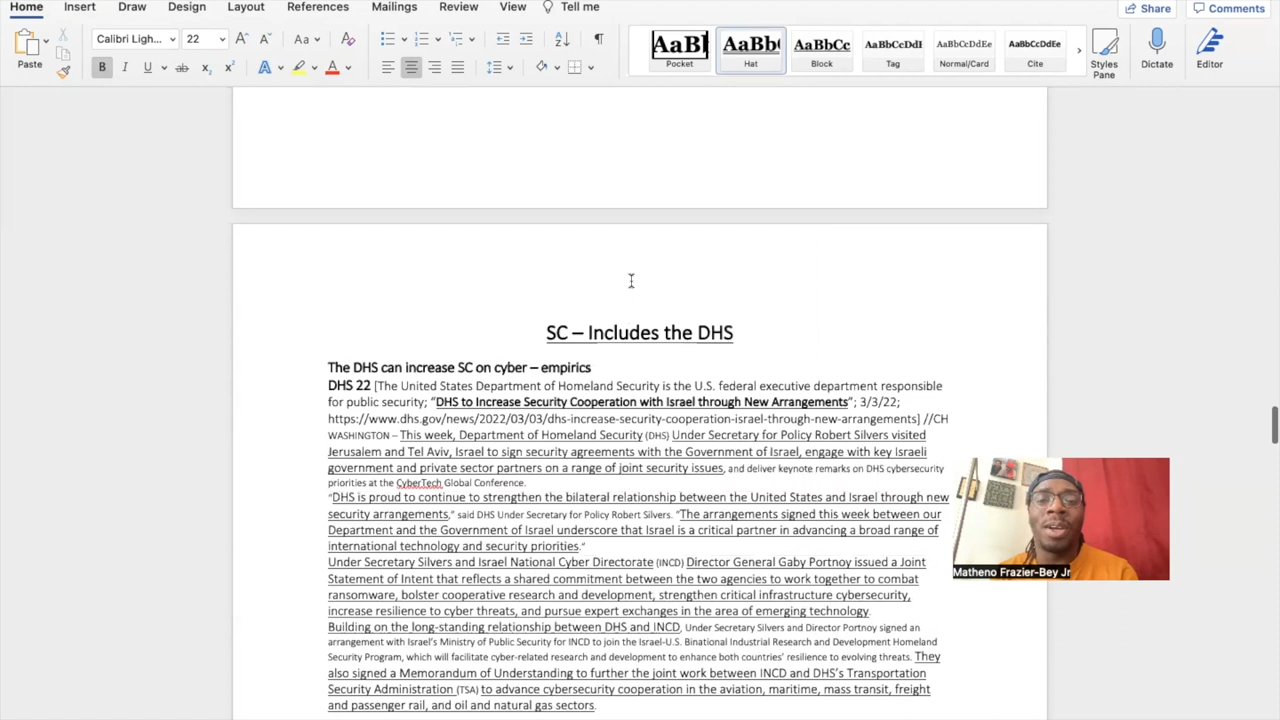 Home Insert Draw Design Layout References Mailings Review View Tell me Share Comments
Paste Calibri Ligh... 22 Aa
B I U ab x2 x2 A A
AaBl AaBb( AaBbCc AaBbCcDdI AaBbCcDdEe AaBbCcDdEe
Pocket Hat Block Tag Normal/Card Cite Styles Pane Dictate Editor
SC – Includes the DHS
The DHS can increase SC on cyber – empirics
DHS 22 [The United States Department of Homeland Security is the U.S. federal executive department responsible
for public security; “DHS to Increase Security Cooperation with Israel through New Arrangements”; 3/3/22;
https://www.dhs.gov/news/2022/03/03/dhs-increase-security-cooperation-israel-through-new-arrangements] //CH
WASHINGTON – This week, Department of Homeland Security (DHS) Under Secretary for Policy Robert Silvers visited
Jerusalem and Tel Aviv, Israel to sign security agreements with the Government of Israel, engage with key Israeli
government and private sector partners on a range of joint security issues, and deliver keynote remarks on DHS cybersecurity
priorities at the CyberTech Global Conference.
“DHS is proud to continue to strengthen the bilateral relationship between the United States and Israel through new
security arrangements,” said DHS Under Secretary for Policy Robert Silvers. “The arrangements signed this week between our
Department and the Government of Israel underscore that Israel is a critical partner in advancing a broad range of
international technology and security priorities.”
Under Secretary Silvers and Israel National Cyber Directorate (INCD) Director General Gaby Portnoy issued a Joint
Statement of Intent that reflects a shared commitment between the two agencies to work together to combat
ransomware, bolster cooperative research and development, strengthen critical infrastructure cybersecurity,
increase resilience to cyber threats, and pursue expert exchanges in the area of emerging technology.
Building on the long-standing relationship between DHS and INCD, Under Secretary Silvers and Director Portnoy signed an
arrangement with Israel’s Ministry of Public Security for INCD to join the Israel-U.S. Binational Industrial Research and Development Homeland
Security Program, which will facilitate cyber-related research and development to enhance both countries’ resilience to evolving threats. They
also signed a Memorandum of Understanding to further the joint work between INCD and DHS’s Transportation
Security Administration (TSA) to advance cybersecurity cooperation in the aviation, maritime, mass transit, freight
and passenger rail, and oil and natural gas sectors.
Matheno Frazier-Bey Jr